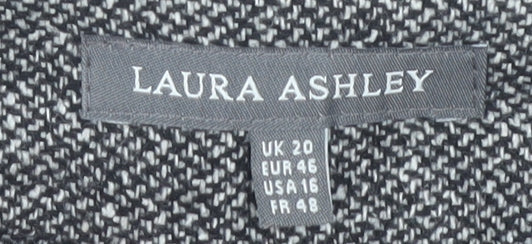 LAURA ASHLEY
UK 20
EUR 46
USA 16
FR 48